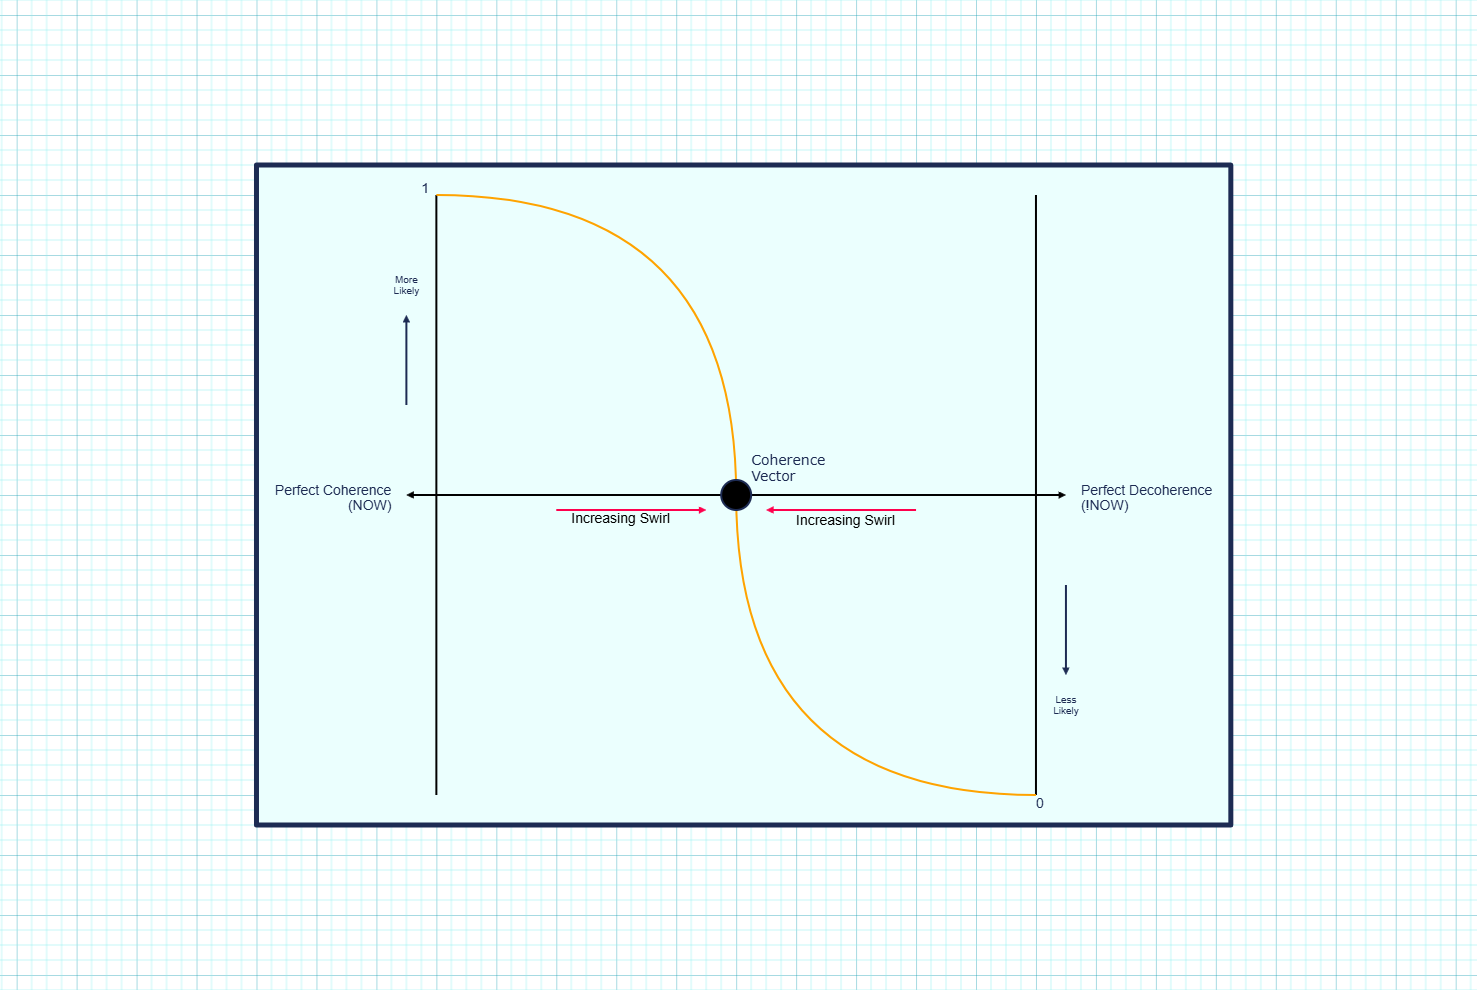 1
More
Likely
Coherence
Vector
Perfect Coherence
(NOW)
Perfect Decoherence
(!NOW)
Increasing Swirl
Increasing Swirl
Less
Likely
0